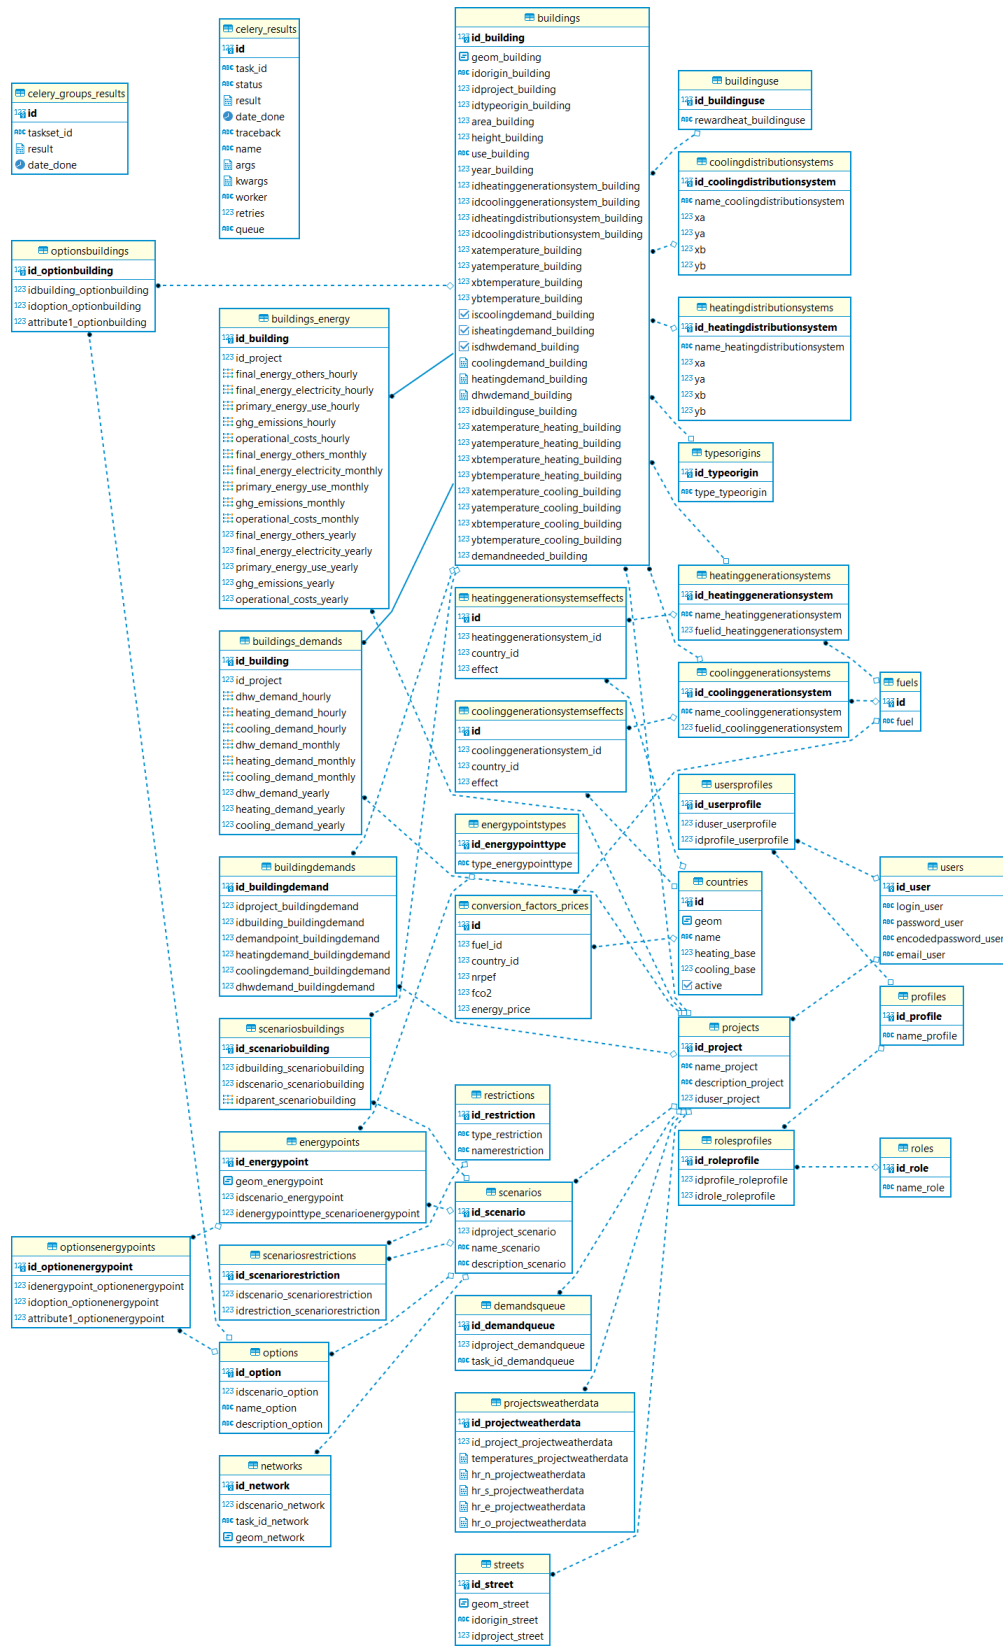 celery_groups_results
id
taskset_id
result
date_done
celery_results
id
task_id
status
result
date_done
traceback
name
args
kwargs
worker
retries
queue
buildings
id_building
geom_building
idorigin_building
idproject_building
idtypeorigin_building
area_building
height_building
use_building
year_building
idheatinggenerationsystem_building
idcoolinggenerationsystem_building
idheatingdistributionsystem_building
idcoolingdistributionsystem_building
xatemperature_building
yatemperature_building
xbtemperature_building
ybtemperature_building
iscoolingdemand_building
isheatingdemand_building
isdhwdemand_building
coolingdemand_building
heatingdemand_building
dhwdemand_building
idbuildinguse_building
xatemperature_heating_building
yatemperature_heating_building
xbtemperature_heating_building
ybtemperature_heating_building
xatemperature_cooling_building
yatemperature_cooling_building
xbtemperature_cooling_building
ybtemperature_cooling_building
demandneeded_building
buildinguse
id_buildinguse
rewardheat_buildinguse
coolingdistributionsystems
id_coolingdistributionsystem
name_coolingdistributionsystem
xa
ya
xb
yb
optionsbuildings
id_optionbuilding
idbuilding_optionbuilding
idoption_optionbuilding
attribute1_optionbuilding
heatingdistributionsystems
id_heatingdistributionsystem
name_heatingdistributionsystem
xa
ya
xb
yb
buildings_energy
id_building
id_project
final_energy_others_hourly
final_energy_electricity_hourly
primary_energy_use_hourly
ghg_emissions_hourly
operational_costs_hourly
final_energy_others_monthly
final_energy_electricity_monthly
primary_energy_use_monthly
ghg_emissions_monthly
operational_costs_monthly
final_energy_others_yearly
final_energy_electricity_yearly
primary_energy_use_yearly
ghg_emissions_yearly
operational_costs_yearly
typesorigins
id_typeorigin
type_typeorigin
heatinggenerationsystemseffects
id
heatinggenerationsystem_id
country_id
effect
heatinggenerationsystems
id_heatinggenerationsystem
name_heatinggenerationsystem
fuelid_heatinggenerationsystem
buildings_demands
id_building
id_project
dhw_demand_hourly
heating_demand_hourly
cooling_demand_hourly
dhw_demand_monthly
heating_demand_monthly
cooling_demand_monthly
dhw_demand_yearly
heating_demand_yearly
cooling_demand_yearly
coolinggenerationsystemseffects
id
coolinggenerationsystem_id
country_id
effect
coolinggenerationsystems
id_coolinggenerationsystem
name_coolinggenerationsystem
fuelid_coolinggenerationsystem
fuels
id
fuel
usersprofiles
id_userprofile
iduser_userprofile
idprofile_userprofile
energypointstypes
id_energypointtype
type_energypointtype
users
id_user
login_user
password_user
encodedpassword_user
email_user
buildingdemands
id_buildingdemand
idproject_buildingdemand
idbuilding_buildingdemand
demandpoint_buildingdemand
heatingdemand_buildingdemand
coolingdemand_buildingdemand
dhwdemand_buildingdemand
conversion_factors_prices
id
fuel_id
country_id
nrpef
fco2
energy_price
countries
id
geom
name
heating_base
cooling_base
active
profiles
id_profile
name_profile
scenariosbuildings
id_scenariobuilding
idbuilding_scenariobuilding
idscenario_scenariobuilding
idparent_scenariobuilding
projects
id_project
name_project
description_project
iduser_project
restrictions
id_restriction
type_restriction
namerestriction
rolesprofiles
id_roleprofile
idprofile_roleprofile
idrole_roleprofile
roles
id_role
name_role
energypoints
id_energypoint
geom_energypoint
idscenario_energypoint
idenergypointtype_scenarioenergypoint
scenarios
id_scenario
idproject_scenario
name_scenario
description_scenario
optionsenergypoints
id_optionenergypoint
idenergypoint_optionenergypoint
idoption_optionenergypoint
attribute1_optionenergypoint
scenariosrestrictions
id_scenariorestriction
idscenario_scenariorestriction
idrestriction_scenariorestriction
demandsqueue
id_demandqueue
idproject_demandqueue
task_id_demandqueue
options
id_option
idscenario_option
name_option
description_option
projectsweatherdata
id_projectweatherdata
id_project_projectweatherdata
temperatures_projectweatherdata
hr_n_projectweatherdata
hr_s_projectweatherdata
hr_e_projectweatherdata
hr_o_projectweatherdata
networks
id_network
idscenario_network
task_id_network
geom_network
streets
id_street
geom_street
idorigin_street
idproject_street